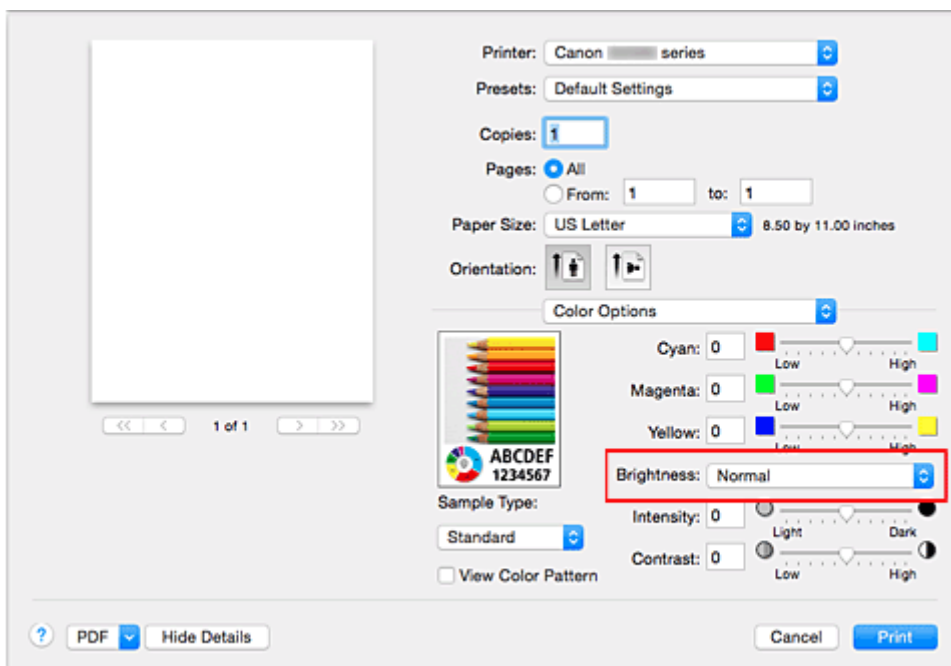 Printer: Canon series
Presets: Default Settings
Copies: 1
Pages: All
From: 1 to: 1
Paper Size: US Letter 8.50 by 11.00 inches
Orientation:
Color Options
Cyan: 0
Low High
Magenta: 0
Low High
1 of 1
Yellow: 0
Low High
ABCDEF
1234567
Brightness: Normal
Sample Type:
Intensity: 0
Light Dark
Standard
Contrast: 0
Low High
View Color Pattern
? PDF Hide Details Cancel Print